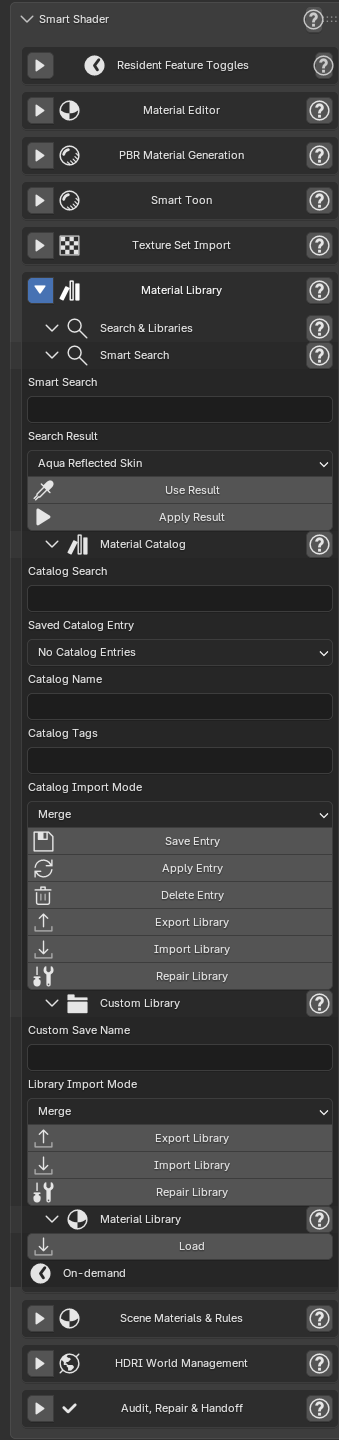 Smart Shader
Resident Feature Toggles
Material Editor
PBR Material Generation
Smart Toon
Texture Set Import
Material Library
Search & Libraries
Smart Search
Smart Search
Search Result
Aqua Reflected Skin
Use Result
Apply Result
Material Catalog
Catalog Search
Saved Catalog Entry
No Catalog Entries
Catalog Name
Catalog Tags
Catalog Import Mode
Merge
Save Entry
Apply Entry
Delete Entry
Export Library
Import Library
Repair Library
Custom Library
Custom Save Name
Library Import Mode
Merge
Export Library
Import Library
Repair Library
Material Library
Load
On-demand
Scene Materials & Rules
HDRI World Management
Audit, Repair & Handoff